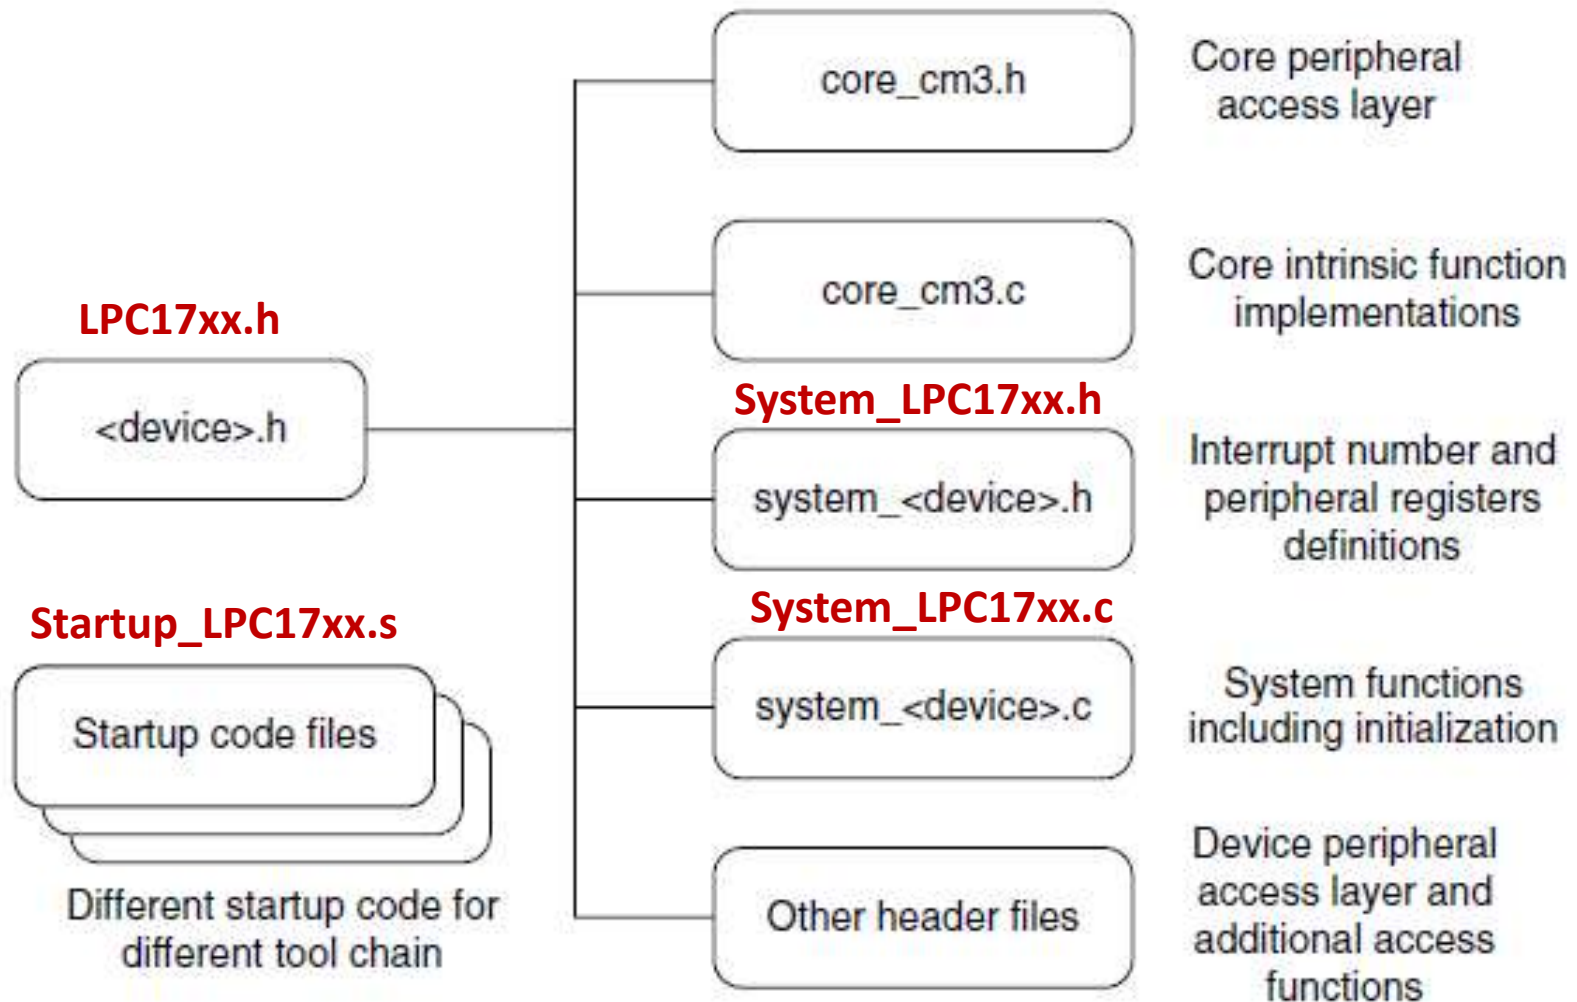 core_cm3.h
Core peripheral
access layer
core_cm3.c
Core intrinsic function
implementations
LPC17xx.h
<device>.h
System_LPC17xx.h
system_<device>.h
Interrupt number and
peripheral registers
definitions
Startup_LPC17xx.s
Startup code files
Different startup code for
different tool chain
System_LPC17xx.c
system_<device>.c
System functions
including initialization
Other header files
Device peripheral
access layer and
additional access
functions